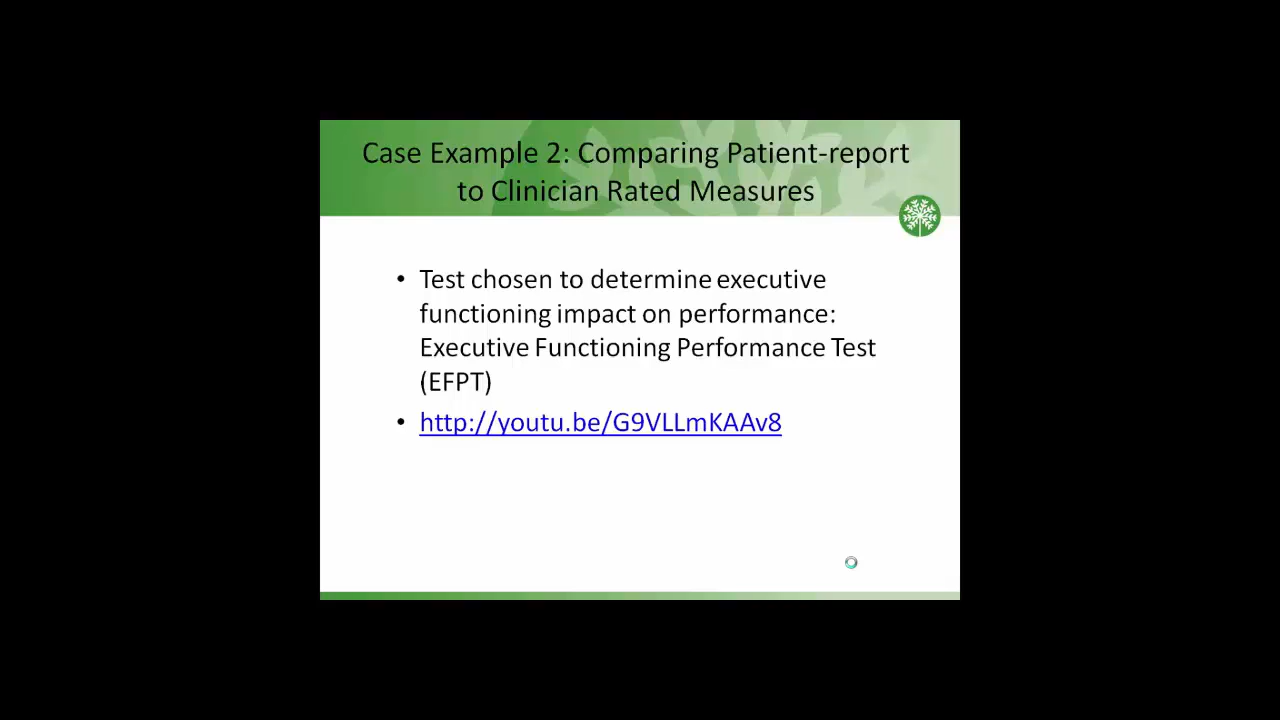 Case Example 2: Comparing Patient-report
to Clinician Rated Measures
• Test chosen to determine executive
functioning impact on performance:
Executive Functioning Performance Test
(EFPT)
• http://youtu.be/G9VLLmKAAv8